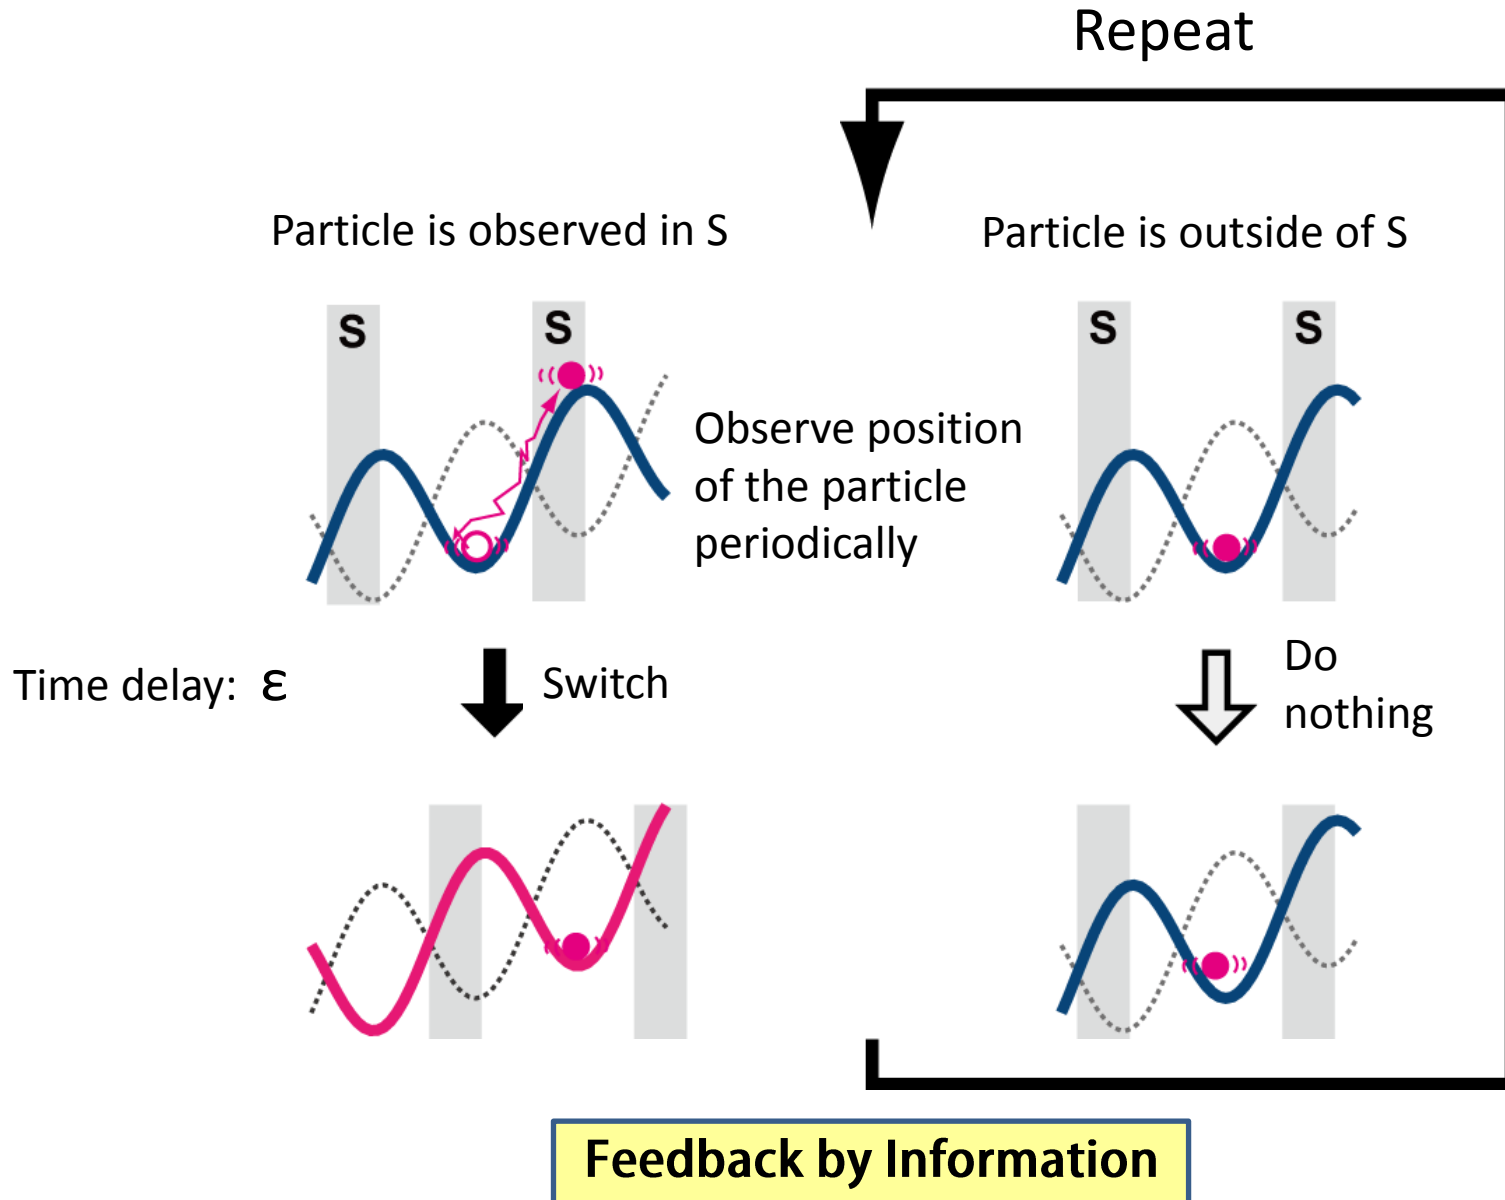 Repeat
Particle is observed in S
Particle is outside of S
S
S
S
S
Observe position
of the particle
periodically
Time delay: ε
Switch
Do
nothing
Feedback by Information